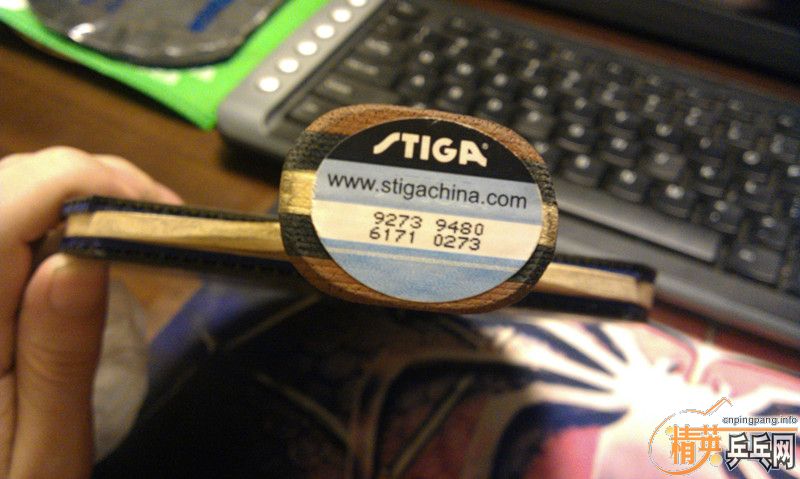 STIGA
www.stigachina.com
9273 9480
6171 0273
cnpingpang.info
精英乒乓网